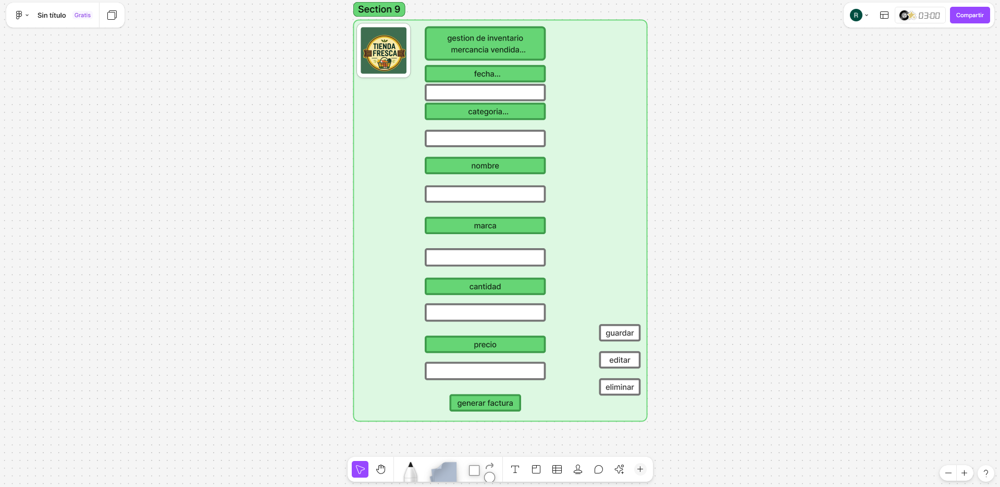 Section 9
Sin título
Gratis
R
03:00
Compartir
TIENDA
FRESCA
gestion de inventario
mercancia vendida...
fecha...
categoria...
nombre
marca
cantidad
precio
guardar
editar
eliminar
generar factura
T
?